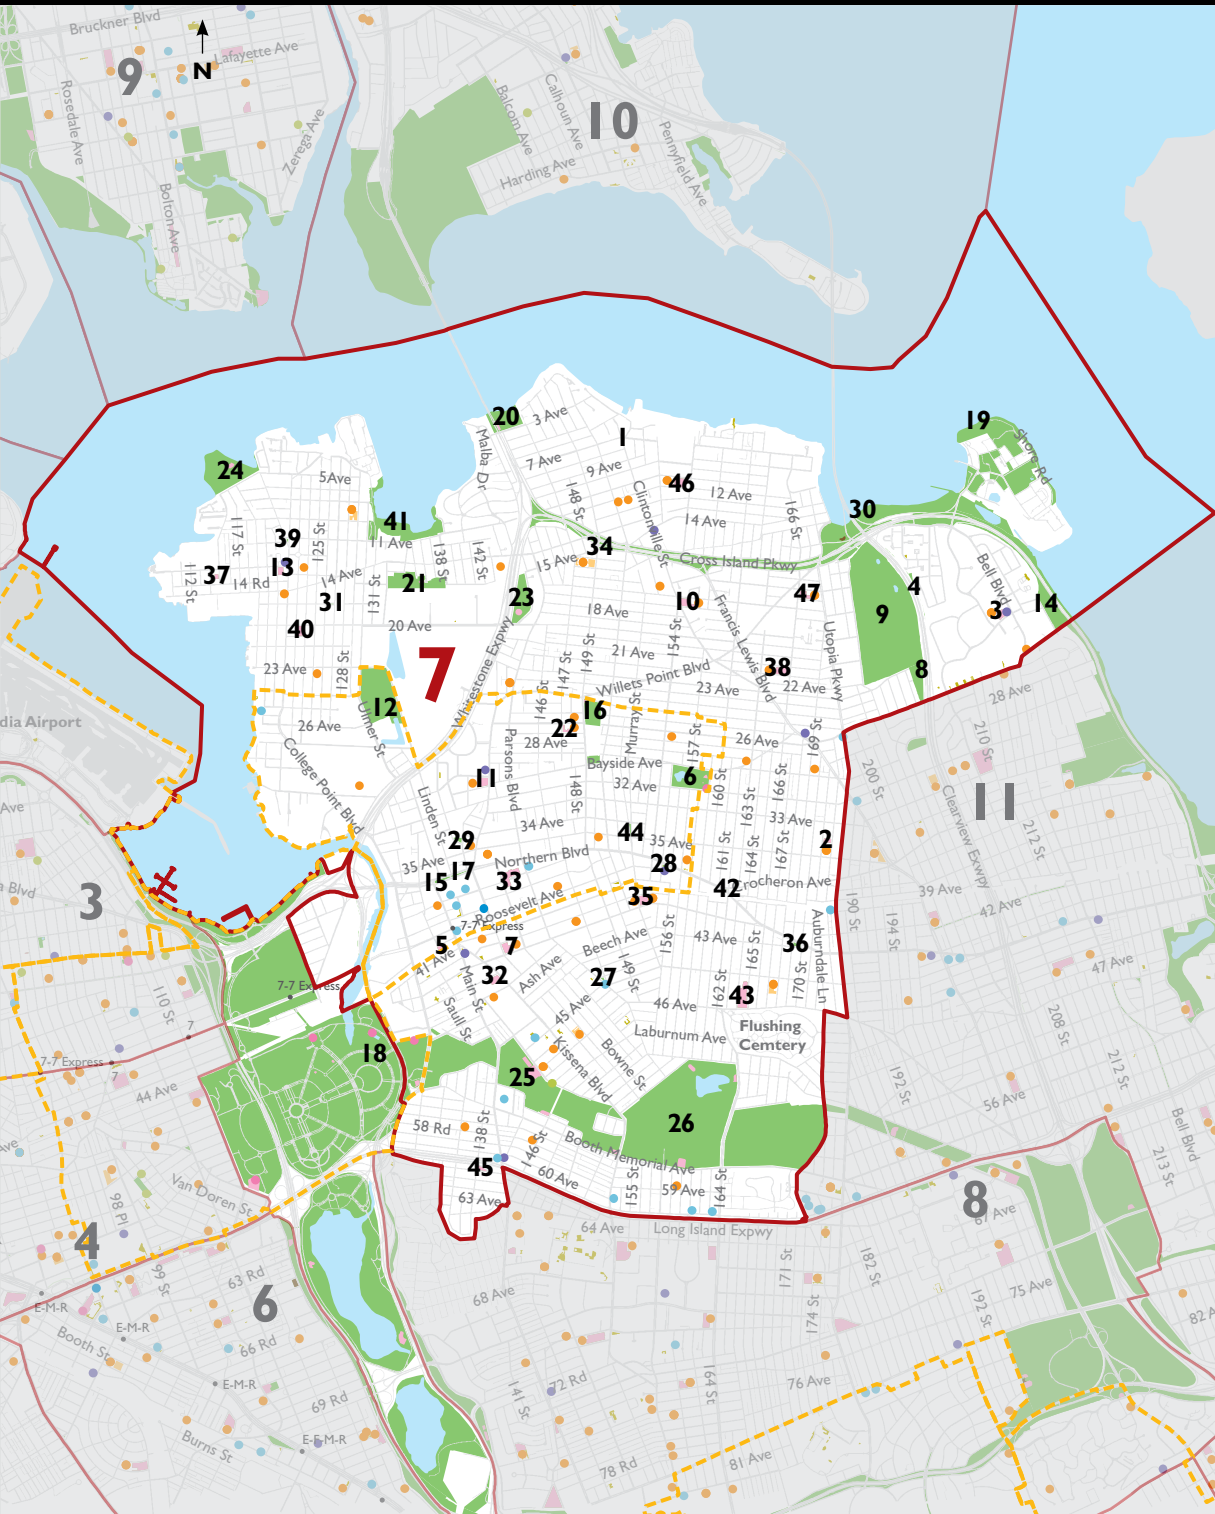 Bruckner Blvd
Lafayette Ave
9
N
Rosedale Ave
Zerega Ave
Bolton Ave
Balcom Ave
Calhoun Ave
10
Pennyfield Ave
Harding Ave
20
3 Ave
Malba Dr
1
19
Shore Rd
24
5Ave
7 Ave
9 Ave
46
12 Ave
148 St
Clintonville St
166 St
30
41
11 Ave
14 Ave
117 St
39
125 St
138 St
142 St
34
15 Ave
Cross Island Pkwy
13
37
14 Rd
14 Ave
112 St
31
131 St
21
23
18 Ave
10
47
Francis Lewis Blvd
9
4
Bell Blvd
3
14
40
20 Ave
7
Whitestone Expwy
149 St
154 St
21 Ave
Utopia Pkwy
23 Ave
128 St
147 St
146 St
Willets Point Blvd
38
23 Ave
22 Ave
8
28 Ave
12
Ulmer St
26 Ave
16
22
28 Ave
Murray St
157 St
26 Ave
169 St
210 St
dia Airport
College Point Blvd
Parsons Blvd
Bayside Ave
11
148 St
32 Ave
6
160 St
163 St
166 St
200 St
11
Clearview Expwy
212 St
Ave
Linden St
34 Ave
33 Ave
29
44
35 Ave
161 St
164 St
167 St
2
35 Ave
Northern Blvd
28
15
17
33
42
Crocheron Ave
3
a Blvd
Roosevelt Ave
35
190 St
39 Ave
42 Ave
7-7 Express
5
7
Beech Ave
156 St
43 Ave
165 St
36
Auburndale Ln
194 St
41 Ave
Main St
32
Ash Ave
27
149 St
162 St
43
170 St
47 Ave
110 St
7-7 Express
Saull St
45 Ave
46 Ave
208 St
7
Laburnum Ave
Flushing
Cemtery
18
7-7 Express
7
Kissena Blvd
Bowne St
25
212 St
44 Ave
192 St
56 Ave
26
Bell Blvd
58 Rd
138 St
146 St
Booth Memorial Ave
213 St
45
60 Ave
155 St
59 Ave
164 St
Van Doren St
98 Pl
63 Ave
8
67 Ave
4
64 Ave
Long Island Expwy
99 St
63 Rd
171 St
182 St
6
68 Ave
75 Ave
192 St
82 A
E-M-R
E-M-R
Booth St
66 Rd
174 St
E-M-R
72 Rd
164 St
76 Ave
69 Rd
141 St
Burns St
E-F-M-R
78 Rd
81 Ave